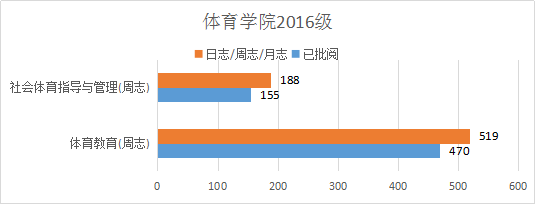 体育学院2016级
日志/周志/月志 已批阅
社会体育指导与管理(周志)
188
155
体育教育(周志)
519
470
0 100 200 300 400 500 600